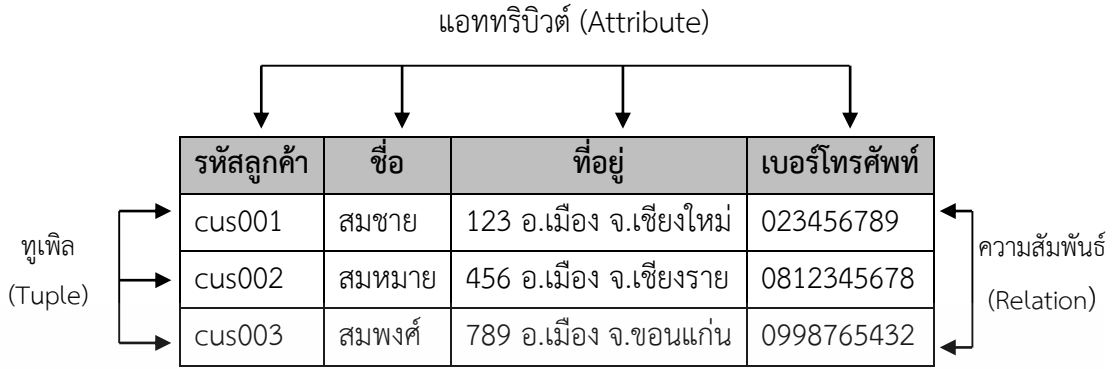 แอททริบิวต์ (Attribute)
รหัสลูกค้า ชื่อ ที่อยู่ เบอร์โทรศัพท์
cus001 สมชาย 123 อ.เมือง จ.เชียงใหม่ 023456789
cus002 สมหมาย 456 อ.เมือง จ.เชียงราย 0812345678
cus003 สมพงศ์ 789 อ.เมือง จ.ขอนแก่น 0998765432
ทูเพิล
(Tuple)
ความสัมพันธ์
(Relation)